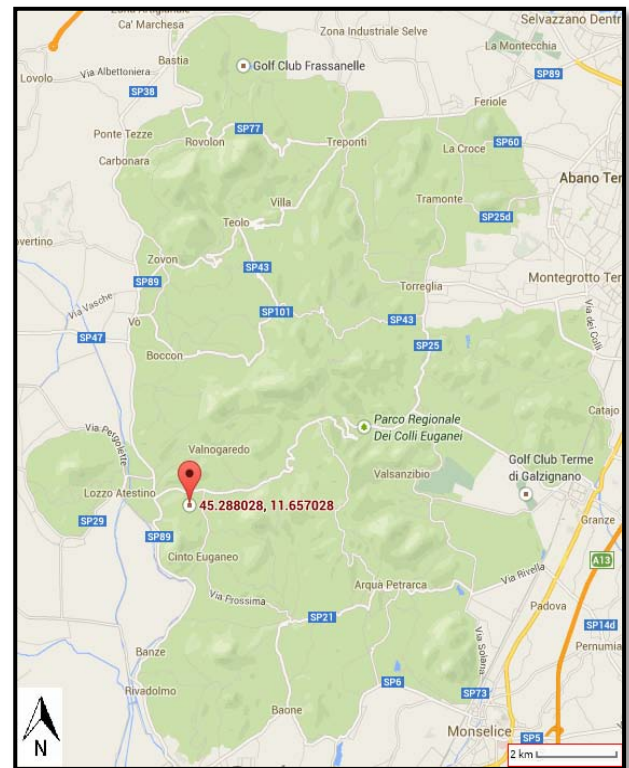 Zona Artigianale
Ca' Marchesa
Selvazzano Dentr
Zona Industriale Selve
La Montecchia
Bastia
Golf Club Frassanelle
Lovolo
Via Albettoniera
SP89
SP38
Feriole
Ponte Tezze
SP77
Rovolon
Treponti
La Croce
SP60
Carbonara
Abano Ter
Villa
Tramonte
Teolo
SP25d
overtino
Zovon
SP43
Montegrotto Ter
SP89
Torreglia
Via Vasche
Via dei Colli
SP101
SP43
Vò
SP47
SP25
Boccon
Catajo
Parco Regionale
Dei Colli Euganei
Via Pergolette
Valnogaredo
Golf Club Terme
di Galzignano
Valsanzibio
Lozzo Atestino
45.288028, 11.657028
SP29
Granze
SP89
A13
Cinto Euganeo
Arquà Petrarca
Via Rivella
Via Frossima
Padova
SP21
SP14d
Via Solana
Pernumia
Banze
Rivadolmo
SP6
SP73
Baone
Monselice
SP5
N
2 km